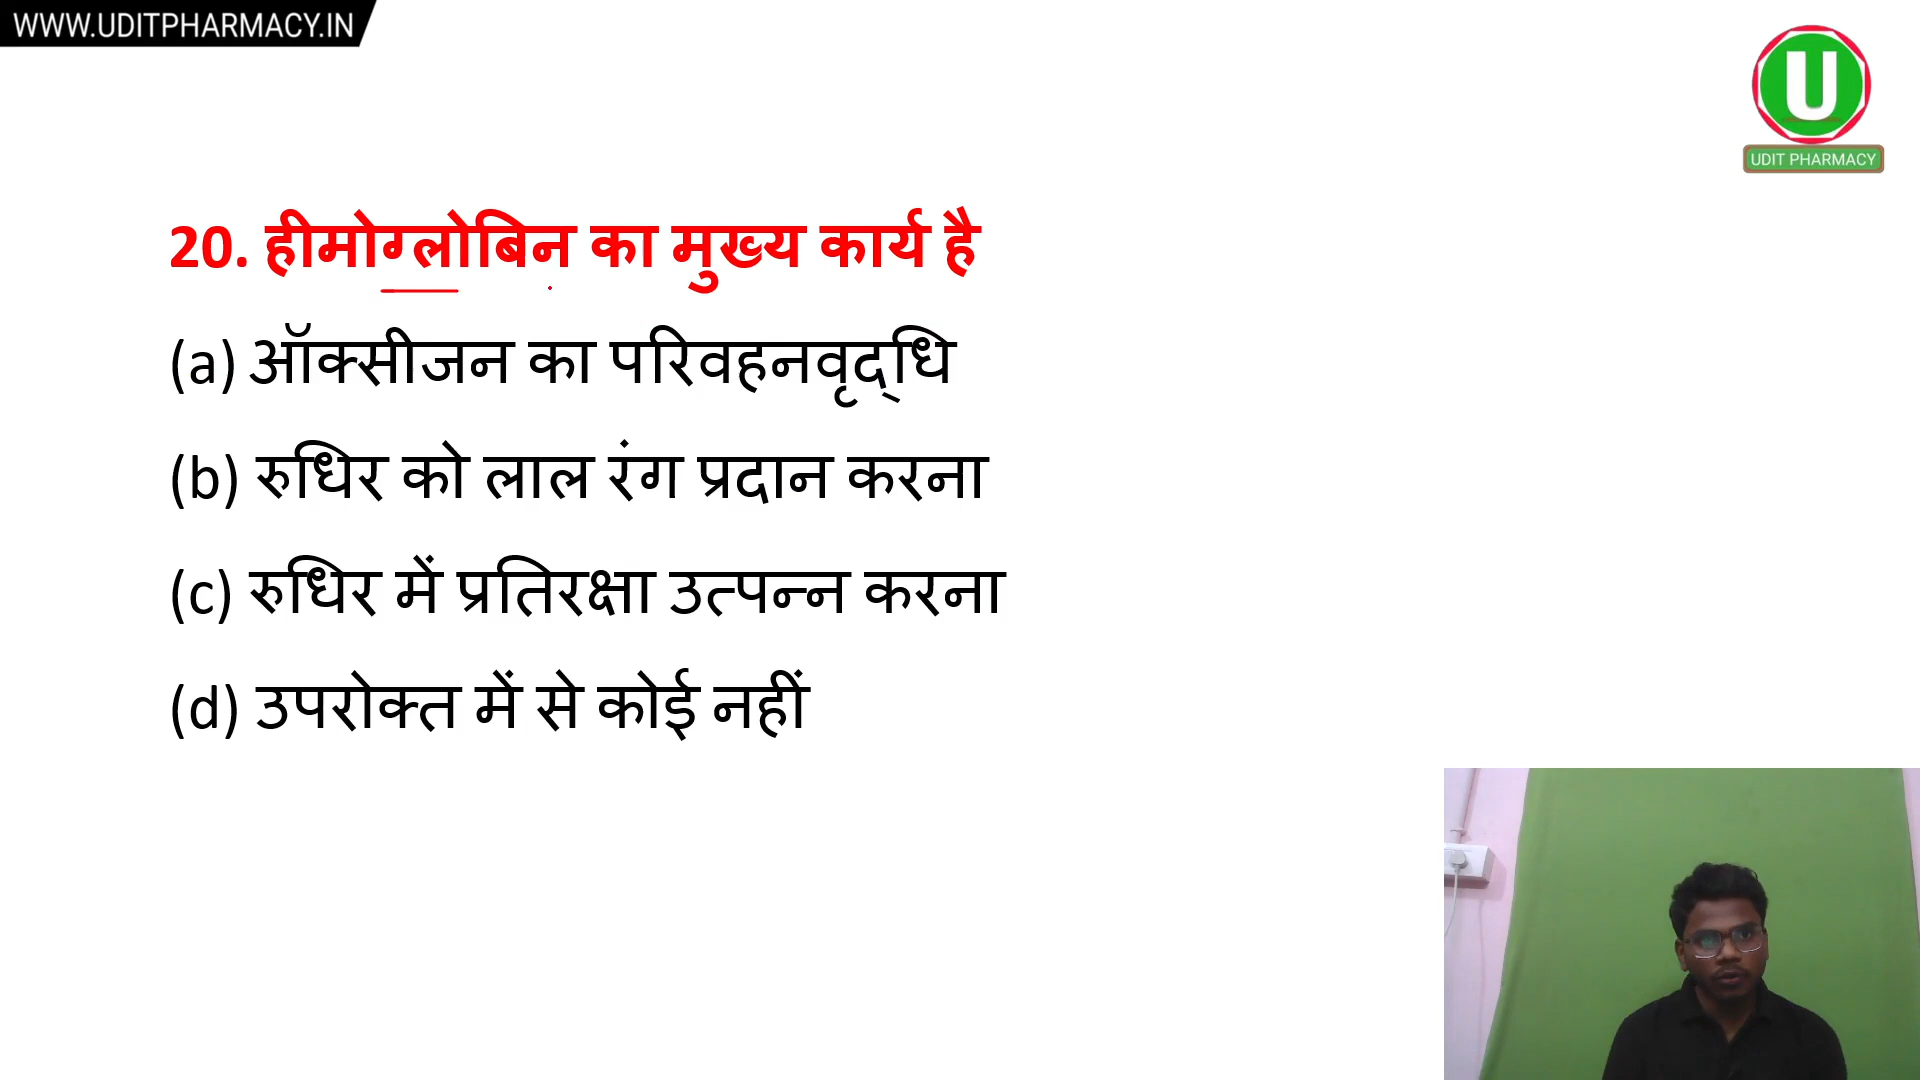 WWW.UDITPHARMACY.IN
U
UDIT PHARMACY
20. हीमोग्लोबिन का मुख्य कार्य है
(a) ऑक्सीजन का परिवहनवृद्‌धि
(b) रुधिर को लाल रंग प्रदान करना
(c) रुधिर में प्रतिरक्षा उत्पन्न करना
(d) उपरोक्त में से कोई नहीं